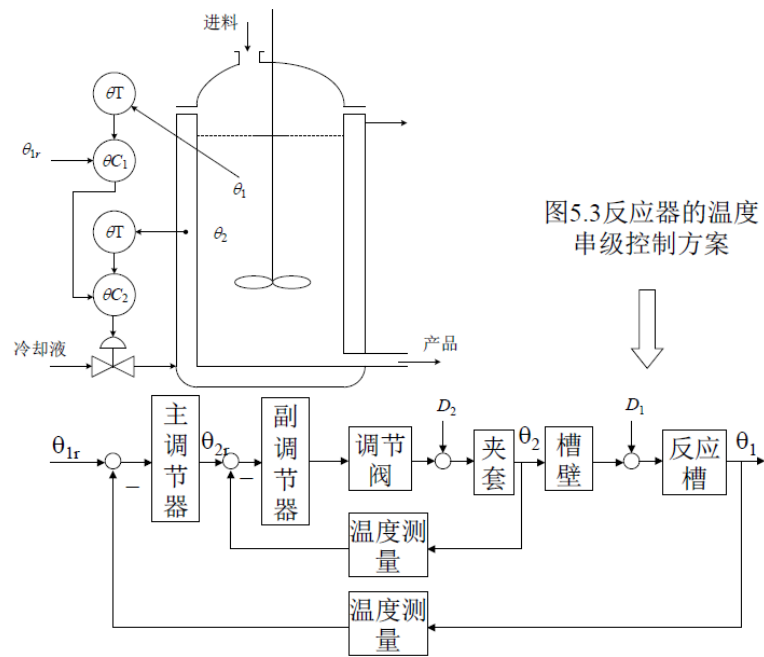 进料
θT
θ1r
θC1
θ1
θT
θ2
θC2
冷却液
产品
图5.3反应器的温度
串级控制方案
θ1r
−
主调节器
θ2r
−
副调节器
调节
阀
D2
夹
套
θ2
槽
壁
D1
反应
槽
θ1
温度测
量
温度测
量